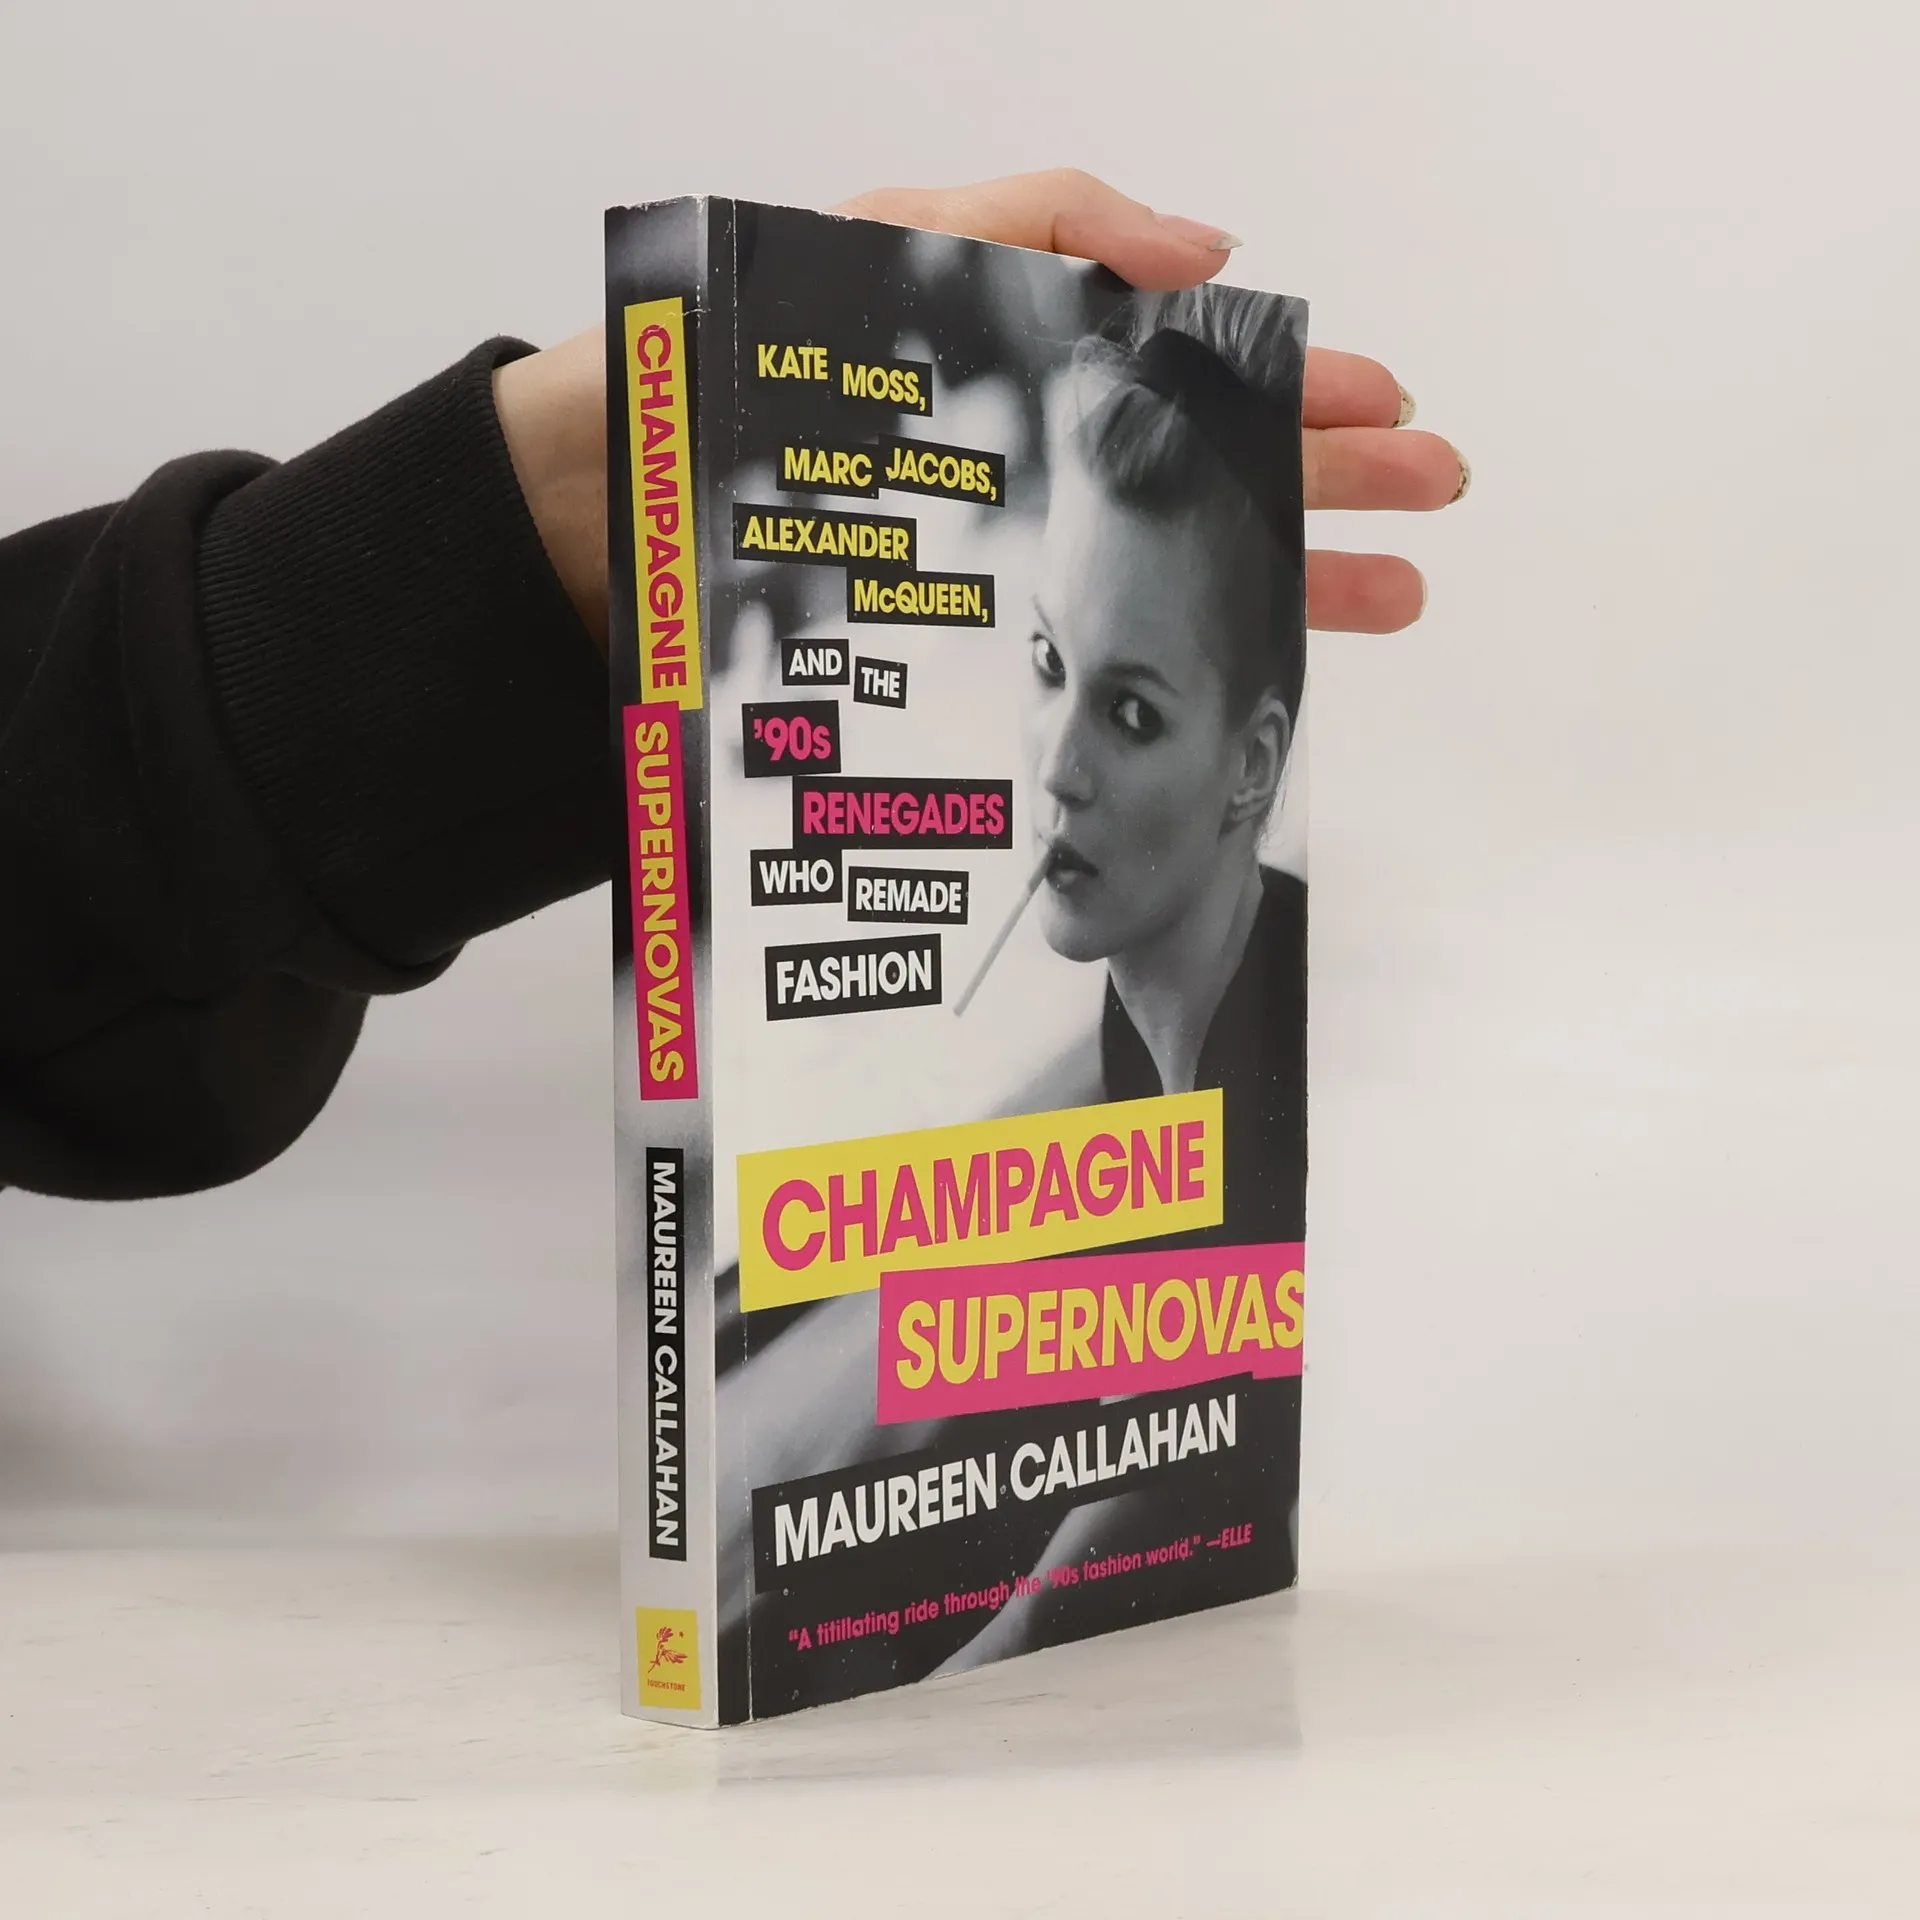 CHAMPAGNE SUPERNOVAS
MAUREEN CALLAHAN
TOUCHSTONE
KATE MOSS,
MARC JACOBS,
ALEXANDER
McQUEEN,
AND THE
'90s
RENEGADES
WHO REMADE
FASHION
CHAMPAGNE
SUPERNOVAS
MAUREEN CALLAHAN
"A titillating ride through the '90s fashion world." —ELLE